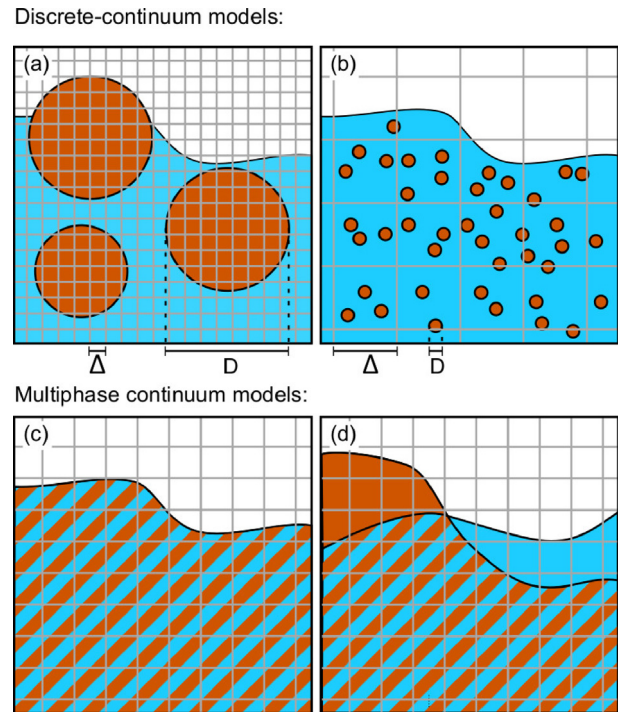 Discrete-continuum models:
(a)
(b)
Δ
D
Δ
D
Multiphase continuum models:
(c)
(d)